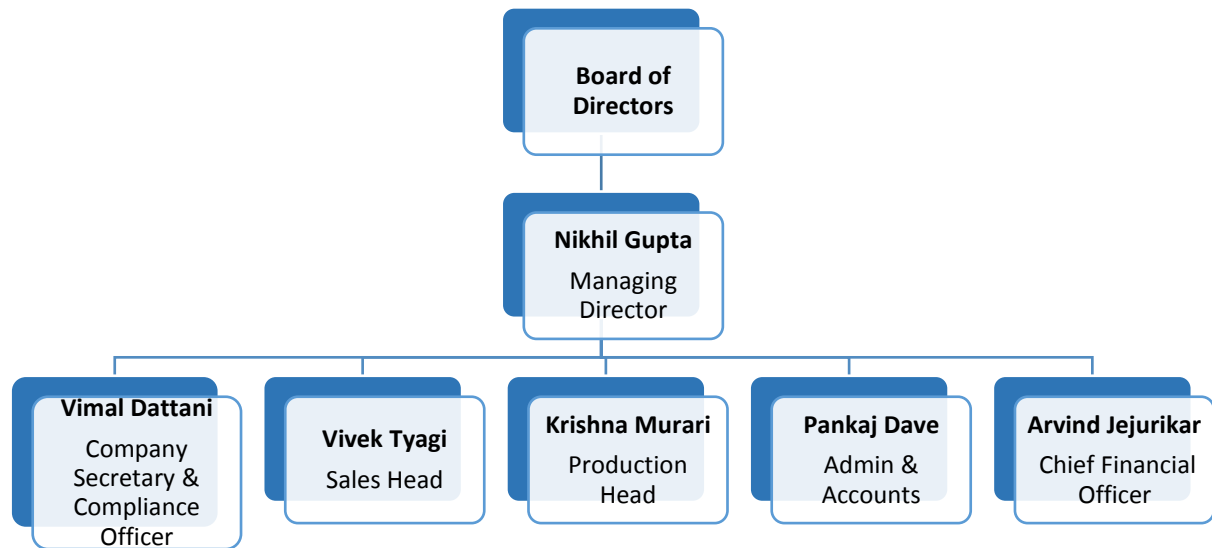 Board of
Directors
Nikhil Gupta
Managing
Director
Vimal Dattani
Company
Secretary &
Compliance
Officer
Vivek Tyagi
Sales Head
Krishna Murari
Production
Head
Pankaj Dave
Admin &
Accounts
Arvind Jejurikar
Chief Financial
Officer